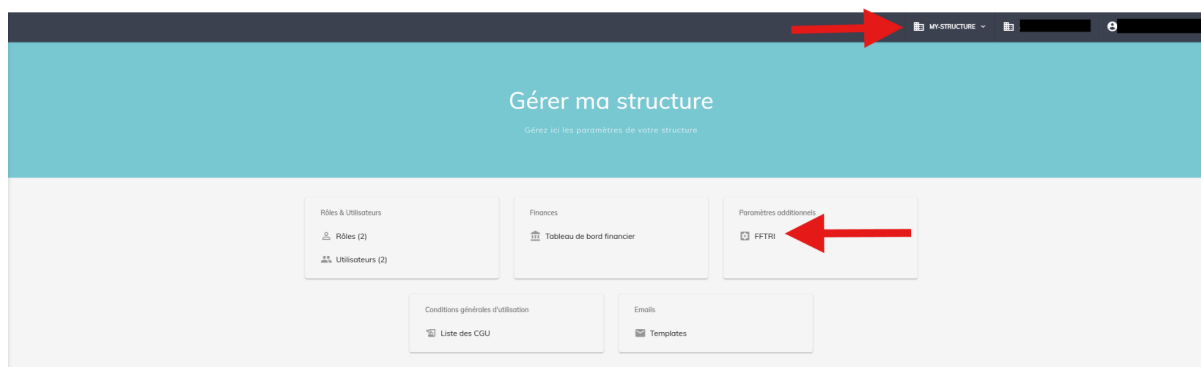 MY-STRUCTURE
Gérer ma structure
Gérez ici les paramètres de votre structure
Rôles & Utilisateurs
Rôles (2)
Utilisateurs (2)
Finances
Tableau de bord financier
Paramètres additionnels
FFTRI
Conditions générales d'utilisation
Liste des CGU
Emails
Templates